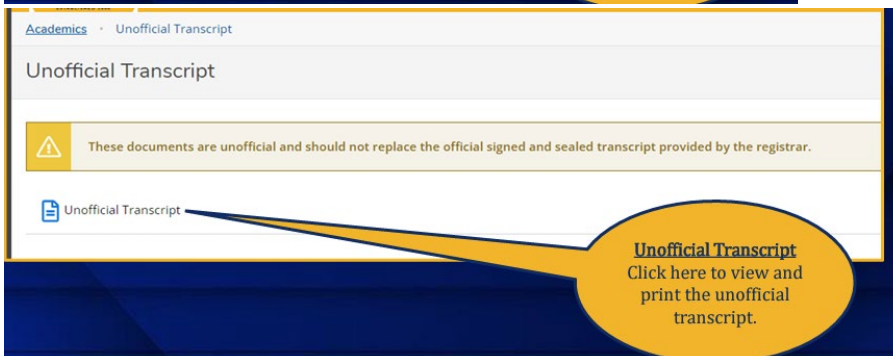 Academics · Unofficial Transcript
Unofficial Transcript
These documents are unofficial and should not replace the official signed and sealed transcript provided by the registrar.
Unofficial Transcript
Unofficial Transcript
Click here to view and
print the unofficial
transcript.